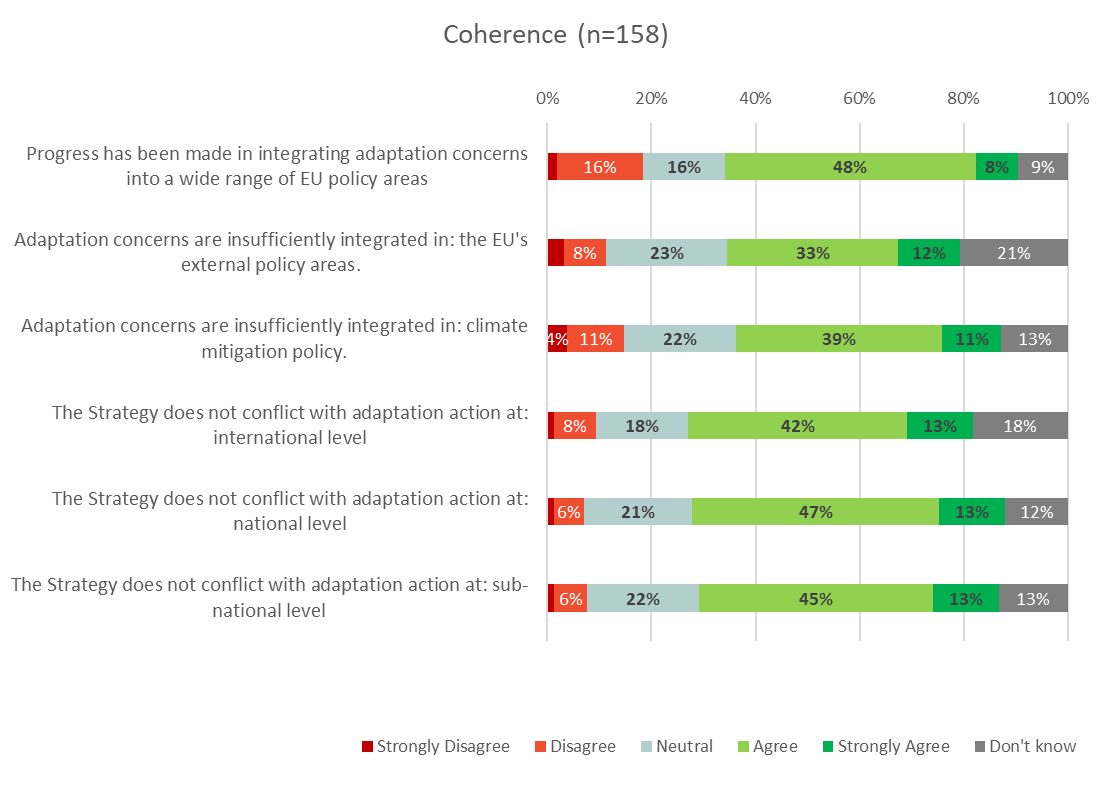 Coherence (n=158)
0% 20% 40% 60% 80% 100%
Progress has been made in integrating adaptation concerns
into a wide range of EU policy areas
16% 16% 48% 8% 9%
Adaptation concerns are insufficiently integrated in: the EU's
external policy areas.
8% 23% 33% 12% 21%
Adaptation concerns are insufficiently integrated in: climate
mitigation policy.
4% 11% 22% 39% 11% 13%
The Strategy does not conflict with adaptation action at:
international level
8% 18% 42% 13% 18%
The Strategy does not conflict with adaptation action at:
national level
6% 21% 47% 13% 12%
The Strategy does not conflict with adaptation action at: sub-
national level
6% 22% 45% 13% 13%
Strongly Disagree Disagree Neutral Agree Strongly Agree Don't know